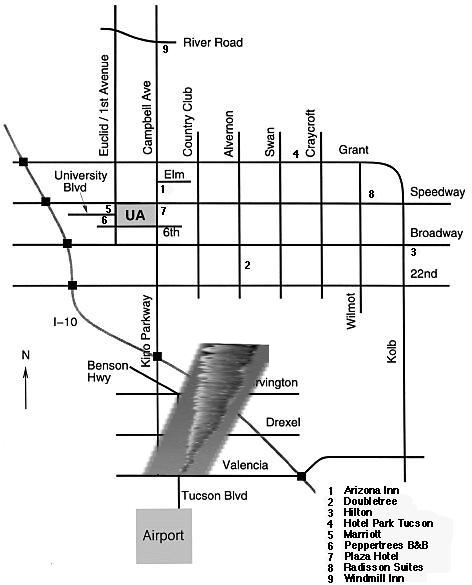 9
River Road
Euclid / 1st Avenue
Campbell Ave
Country Club
Alvernon
Swan
Craycroft
4
Grant
University
Blvd
Elm
1
8
Speedway
5
UA
7
6
6th
Broadway
3
2
22nd
I-10
Kino Parkway
Wilmot
Kolb
N
Benson
Hwy
rvington
Drexel
Valencia
Tucson Blvd
Airport
1 Arizona Inn
2 Doubletree
3 Hilton
4 Hotel Park Tucson
5 Marriott
6 Peppertrees B&B
7 Plaza Hotel
8 Radisson Suites
9 Windmill Inn